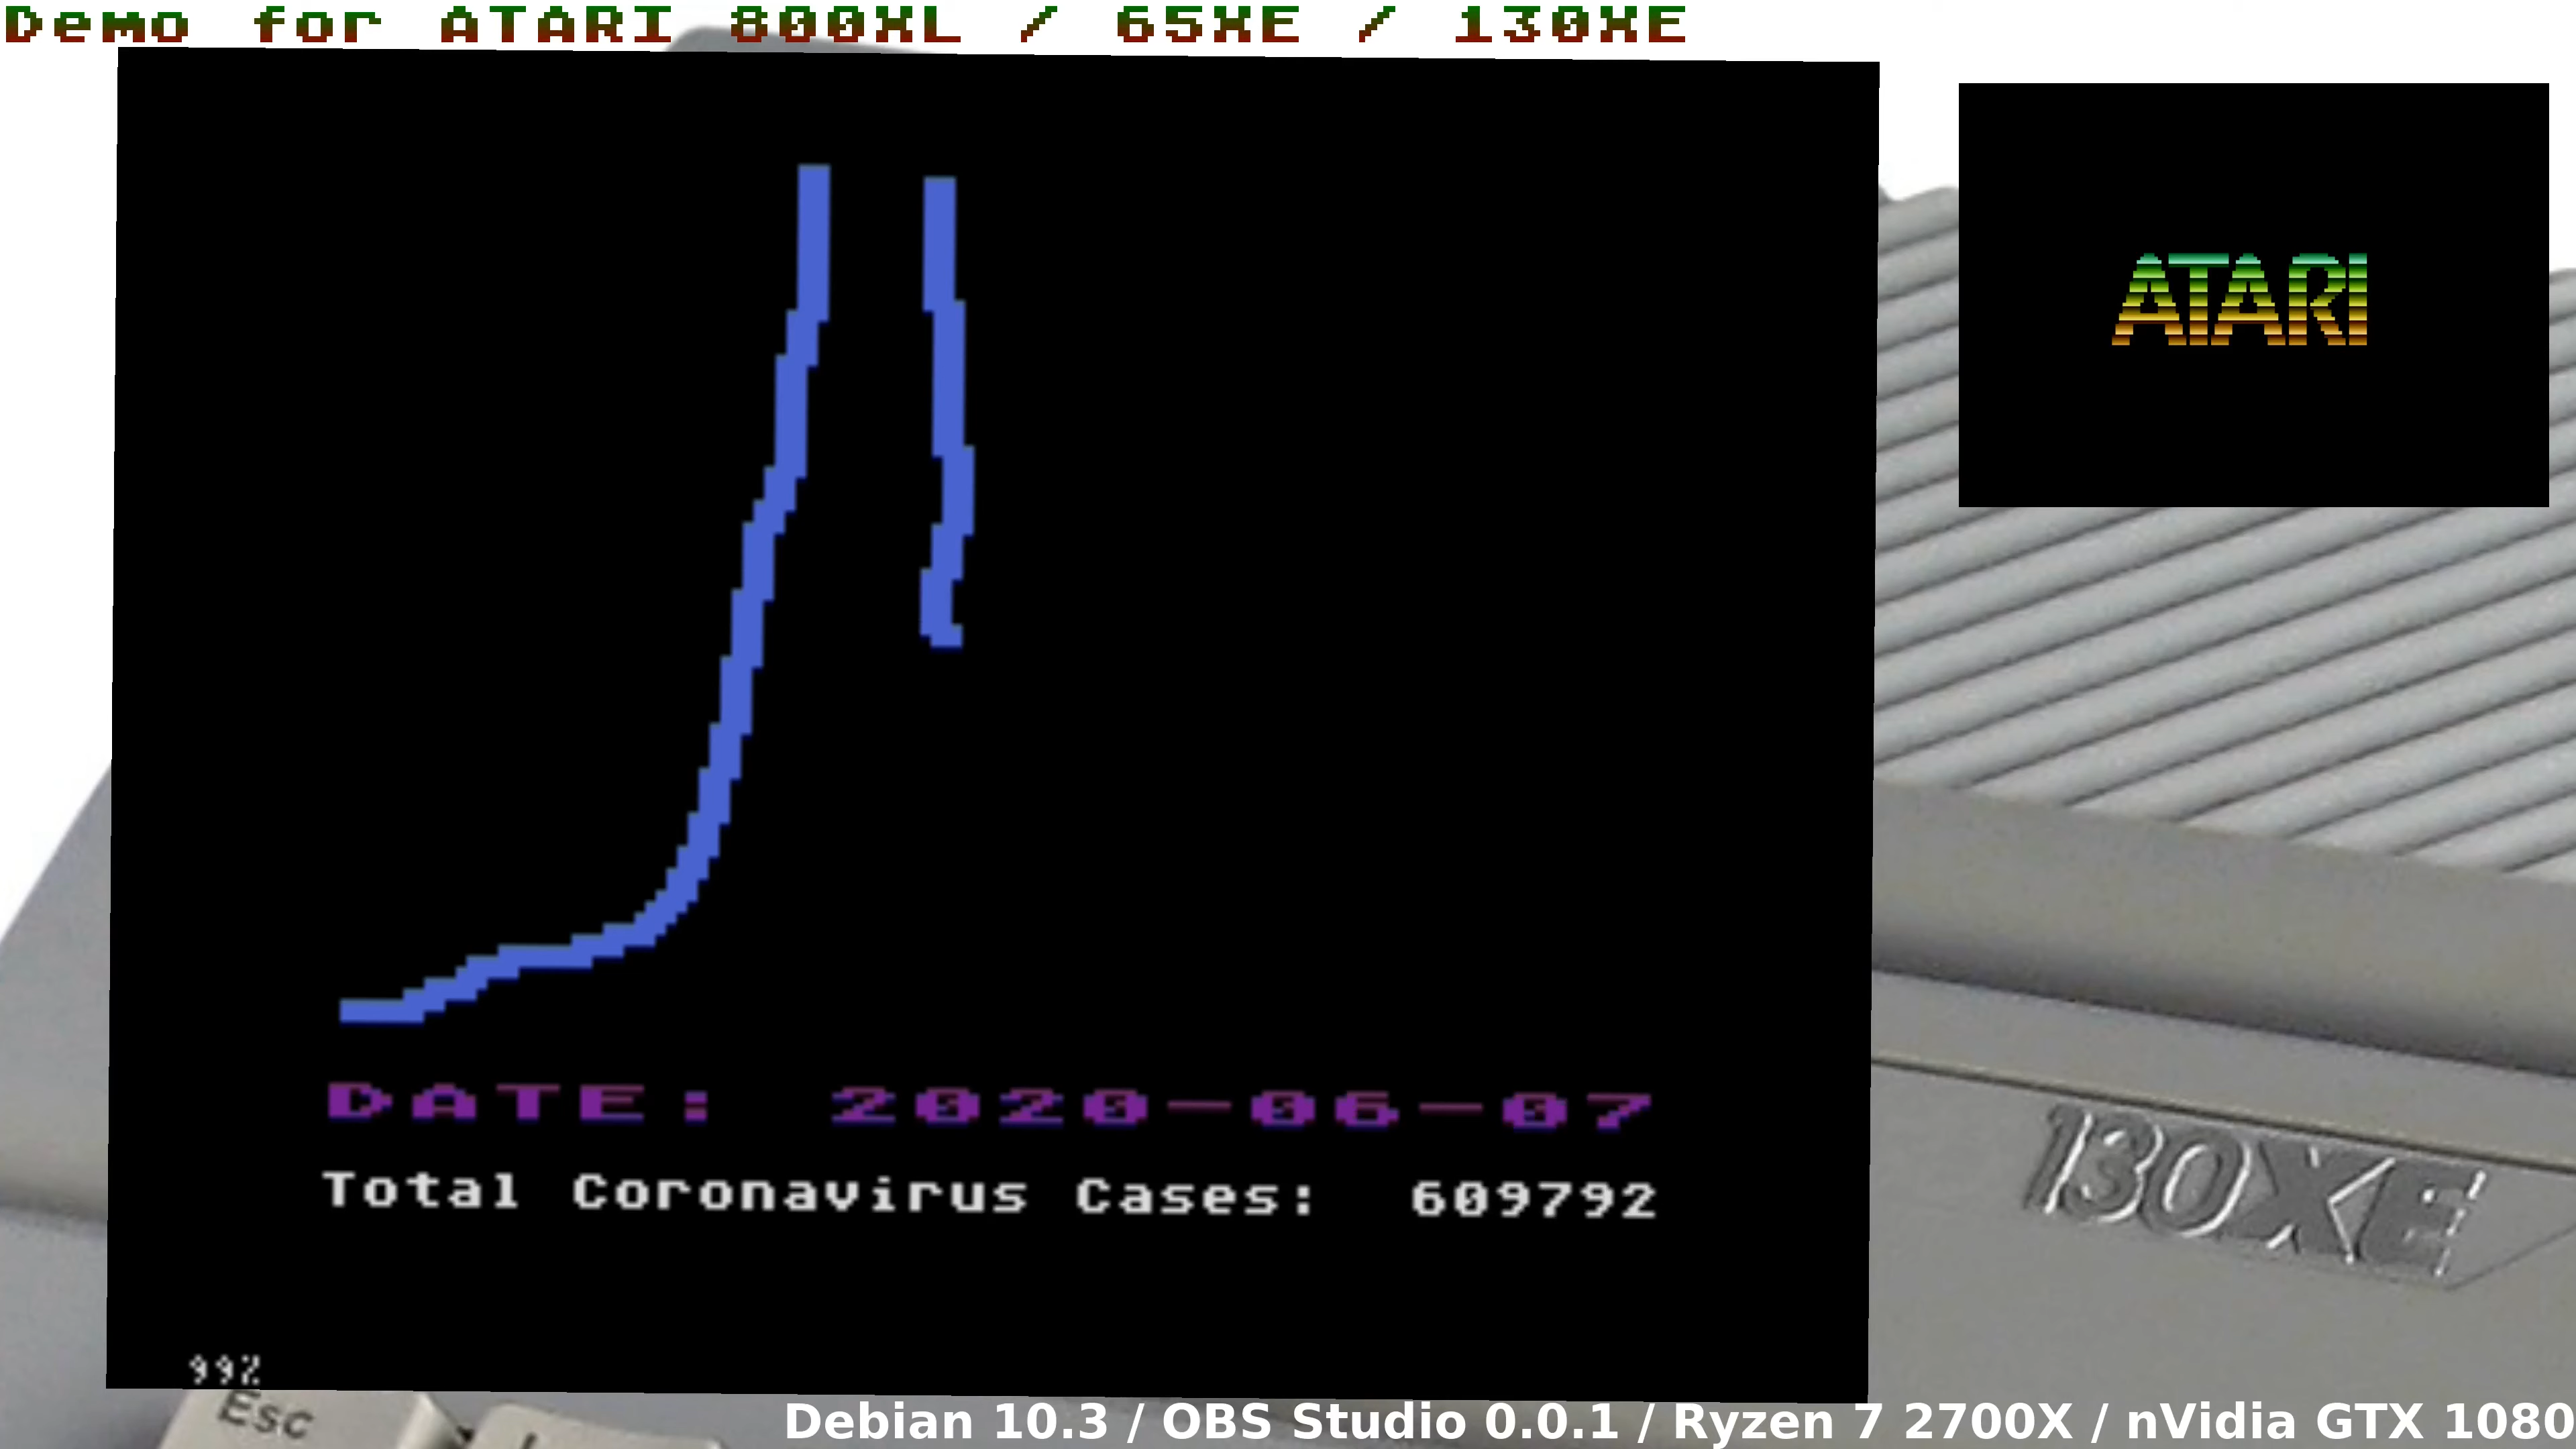 Demo for ATARI 800XL / 65XE / 130XE
ATARI
DATE: 2020-06-07
Total Coronavirus Cases: 609792
130XE
99%
Esc
Debian 10.3 / OBS Studio 0.0.1 / Ryzen 7 2700X / nVidia GTX 1080